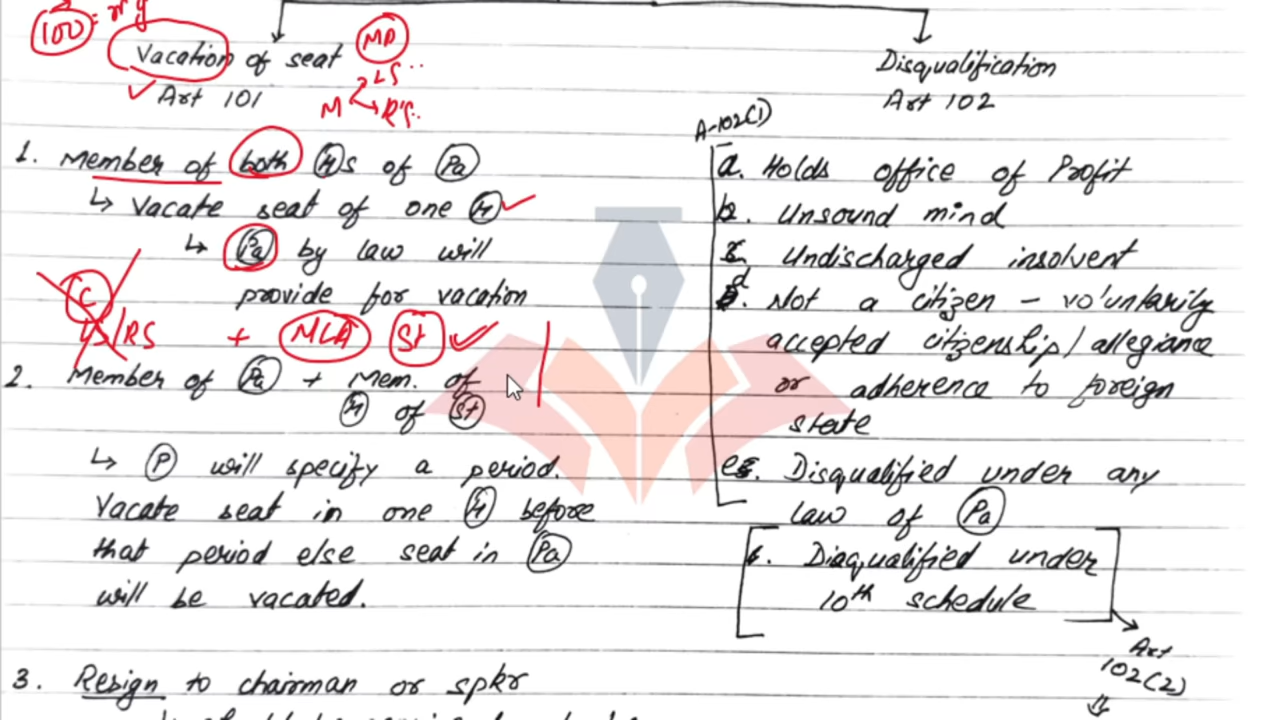 100
Vacation of seat MP
LS..
Art 101
M RS.
1. Member of both (H)s of (Pa)
↳ Vacate seat of one (H) ✓
↳ (Pa) by law will
provide for vacation
C
LS/RS + MLA St ✓
2. Member of (Pa) + Mem. of
(H) of (St)
↳ (P) will specify a period.
Vacate seat in one (H) before
that period else seat in (Pa)
will be vacated.
3. Resign to chairman or spkr
Disqualification
Art 102
A-102(1)
a. Holds office of Profit
b. Unsound mind
c. Undischarged insolvent
d. Not a citizen - voluntarily
accepted citizenship/allegiance
or adherence to foreign
state
e. Disqualified under any
law of (Pa)
Disqualified under
10th schedule
Art
102(2)